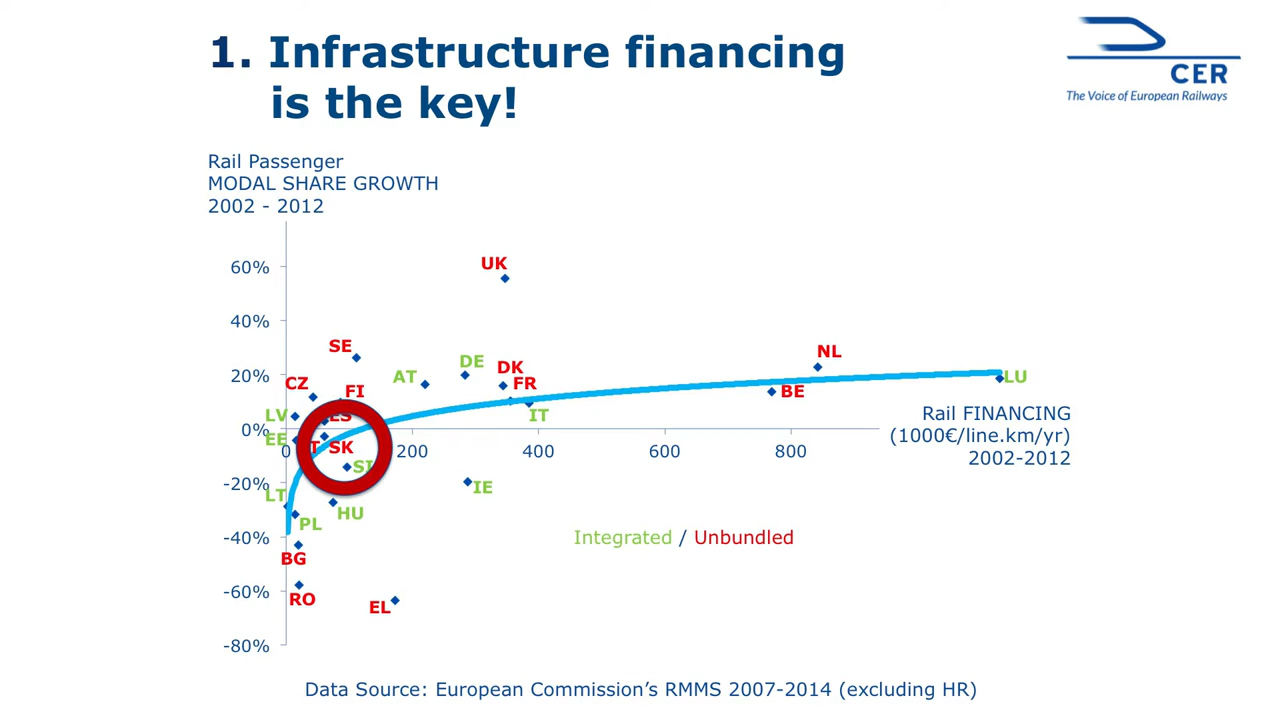 1. Infrastructure financing
is the key!
CER
The Voice of European Railways
Rail Passenger
MODAL SHARE GROWTH
2002 - 2012
60%
40%
20%
0%
-20%
-40%
-60%
-80%
0
200
400
600
800
UK
SE
CZ
FI
LV
ES
EE
SK
SI
LT
PL
HU
BG
RO
EL
AT
DE
DK
FR
IT
IE
NL
BE
LU
Rail FINANCING
(1000€/line.km/yr)
2002-2012
Integrated / Unbundled
Data Source: European Commission’s RMMS 2007-2014 (excluding HR)